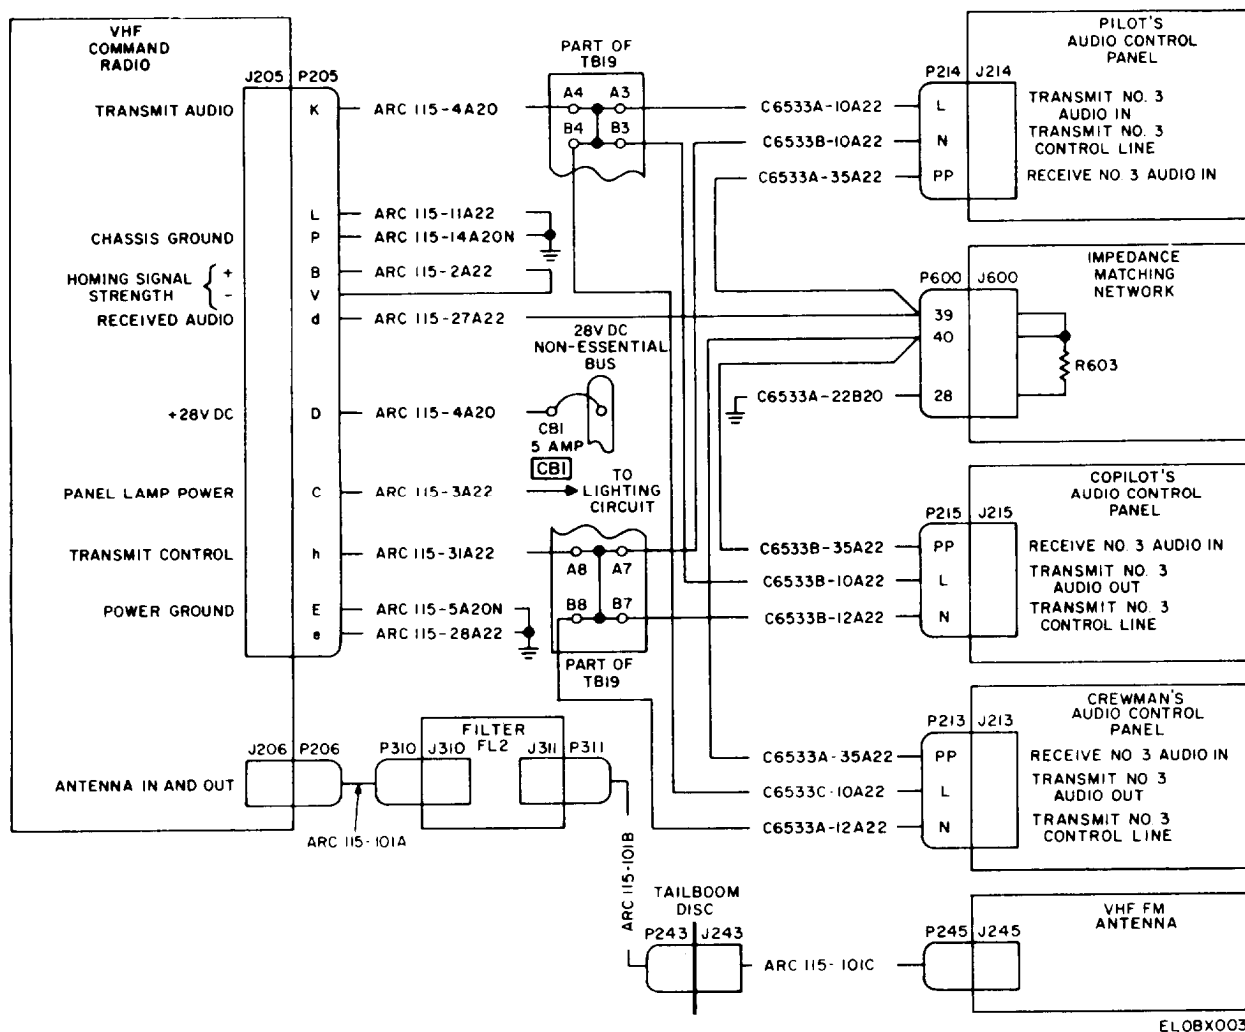 VHF
COMMAND
RADIO
J205 P205
TRANSMIT AUDIO K ARC 115-4A20
L ARC 115-11A22
CHASSIS GROUND P ARC 115-14A20N
HOMING SIGNAL
STRENGTH
+ B ARC 115-2A22
- V
RECEIVED AUDIO d ARC 115-27A22
+28V DC D ARC 115-4A20
PANEL LAMP POWER C ARC 115-3A22
TRANSMIT CONTROL h ARC 115-31A22
POWER GROUND E ARC 115-5A20N
e ARC 115-28A22
PART OF
TB19
A4 A3
B4 B3
28V DC
NON-ESSENTIAL
BUS
CB1
5 AMP
CB1
TO
LIGHTING
CIRCUIT
A8 A7
B8 B7
PART OF
TB19
PILOT'S
AUDIO CONTROL
PANEL
P214 J214
C6533A-10A22 L TRANSMIT NO. 3
AUDIO IN
C6533B-10A22 N TRANSMIT NO. 3
CONTROL LINE
C6533A-35A22 PP RECEIVE NO. 3 AUDIO IN
IMPEDANCE
MATCHING
NETWORK
P600 J600
39
40
R603
C6533A-22B20 28
COPILOT'S
AUDIO CONTROL
PANEL
P215 J215
C6533B-35A22 PP RECEIVE NO. 3 AUDIO IN
C6533B-10A22 L TRANSMIT NO. 3
AUDIO OUT
C6533B-12A22 N TRANSMIT NO. 3
CONTROL LINE
CREWMAN'S
AUDIO CONTROL
PANEL
P213 J213
C6533A-35A22 PP RECEIVE NO. 3 AUDIO IN
C6533C-10A22 L TRANSMIT NO. 3
AUDIO OUT
C6533A-12A22 N TRANSMIT NO. 3
CONTROL LINE
ANTENNA IN AND OUT
J206 P206
ARC 115-101A
P310 J310
FILTER
FL2
J311 P311
ARC 115-101B
TAILBOOM
DISC
P243 J243
ARC 115-101C
VHF FM
ANTENNA
P245 J245
EL0BX003